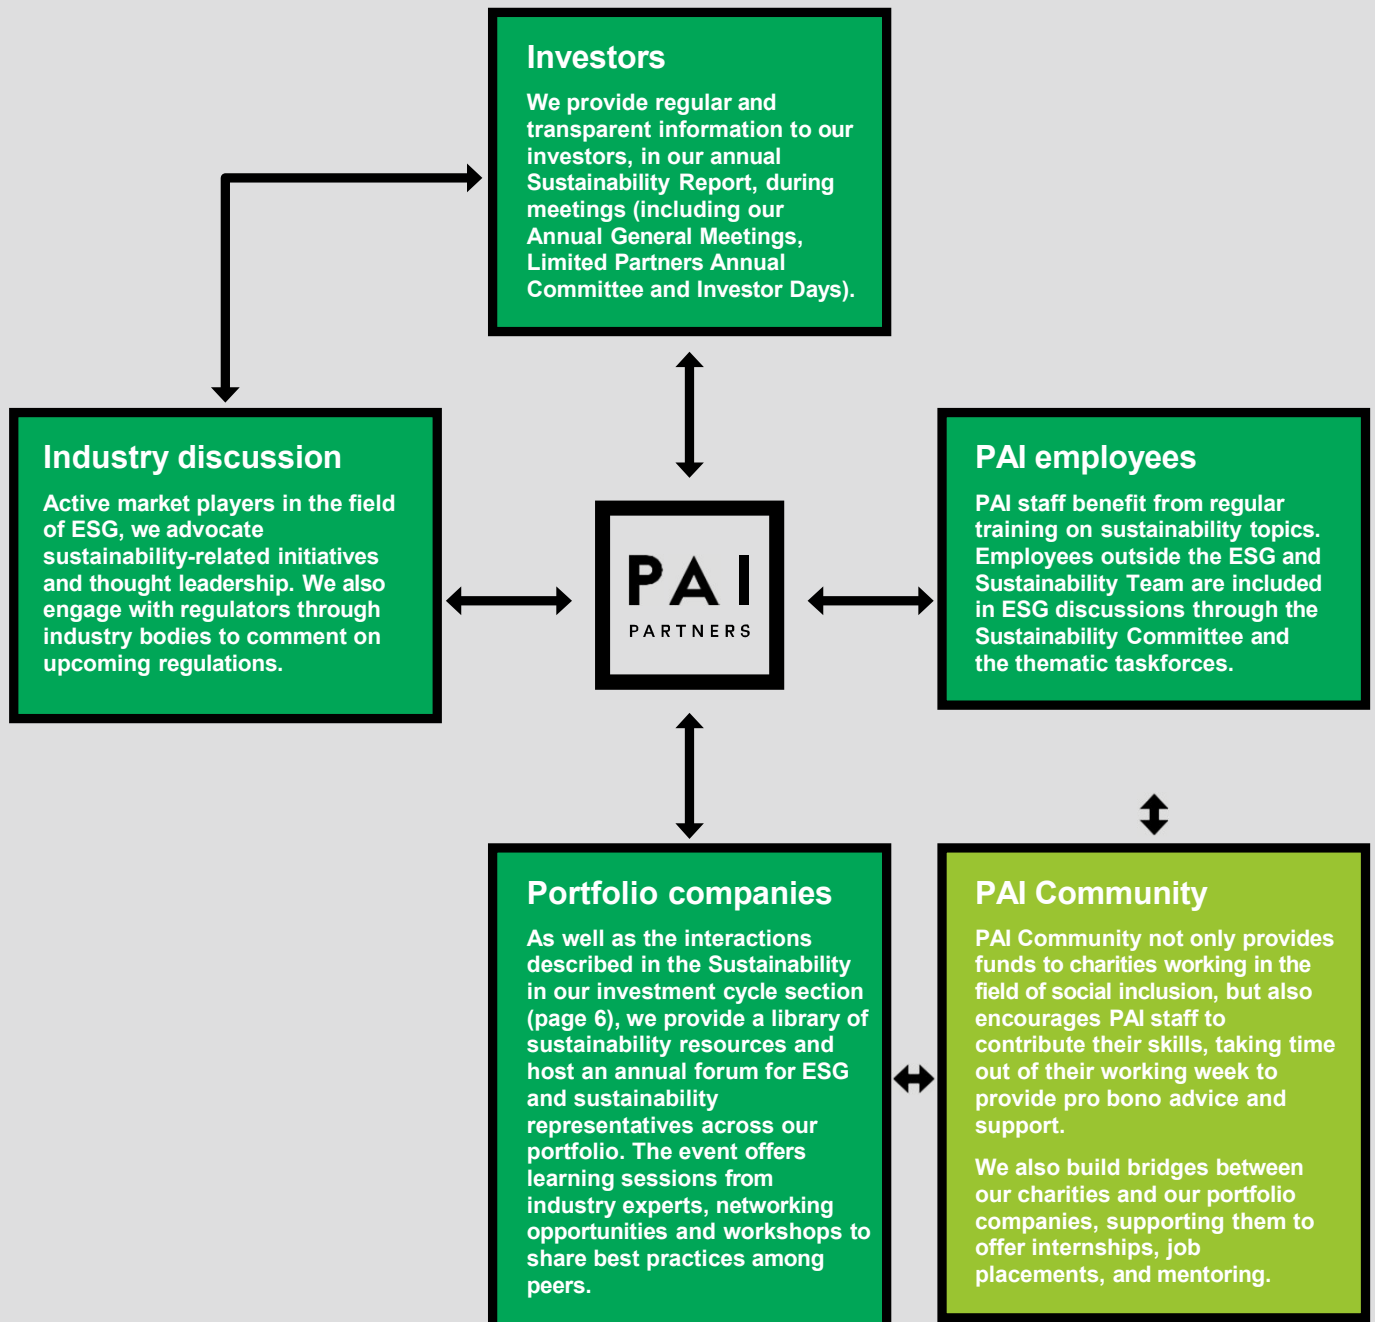 Investors
We provide regular and
transparent information to our
investors, in our annual
Sustainability Report, during
meetings (including our
Annual General Meetings,
Limited Partners Annual
Committee and Investor Days).
Industry discussion
Active market players in the field
of ESG, we advocate
sustainability-related initiatives
and thought leadership. We also
engage with regulators through
industry bodies to comment on
upcoming regulations.
PAI
PARTNERS
PAI employees
PAI staff benefit from regular
training on sustainability topics.
Employees outside the ESG and
Sustainability Team are included
in ESG discussions through the
Sustainability Committee and
the thematic taskforces.
Portfolio companies
As well as the interactions
described in the Sustainability
in our investment cycle section
(page 6), we provide a library of
sustainability resources and
host an annual forum for ESG
and sustainability
representatives across our
portfolio. The event offers
learning sessions from
industry experts, networking
opportunities and workshops to
share best practices among
peers.
PAI Community
PAI Community not only provides
funds to charities working in the
field of social inclusion, but also
encourages PAI staff to
contribute their skills, taking time
out of their working week to
provide pro bono advice and
support.
We also build bridges between
our charities and our portfolio
companies, supporting them to
offer internships, job
placements, and mentoring.